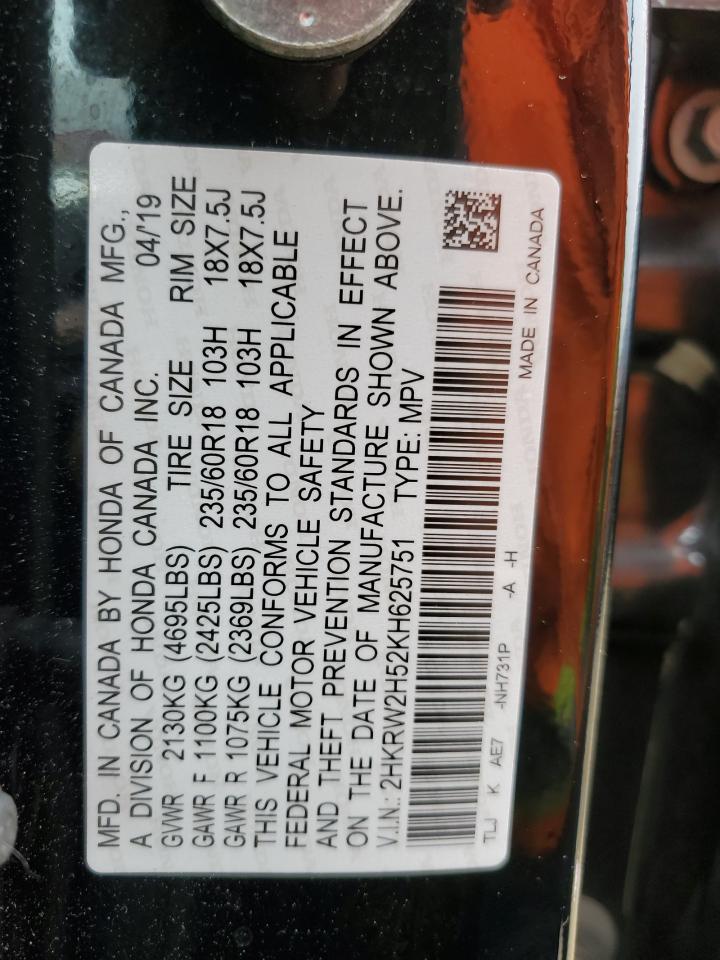 MFD. IN CANADA BY HONDA OF CANADA MFG.,
A DIVISION OF HONDA CANADA INC. 04/'19
GVWR 2130KG (4695LBS) TIRE SIZE RIM SIZE
GAWR F 1100KG (2425LBS) 235/60R18 103H 18X7.5J
GAWR R 1075KG (2369LBS) 235/60R18 103H 18X7.5J
THIS VEHICLE CONFORMS TO ALL APPLICABLE
FEDERAL MOTOR VEHICLE SAFETY
AND THEFT PREVENTION STANDARDS IN EFFECT
ON THE DATE OF MANUFACTURE SHOWN ABOVE.
V.I.N.: 2HKRW2H52KH625751 TYPE: MPV
TLJ K AE7 -NH731P -A -H
MADE IN CANADA